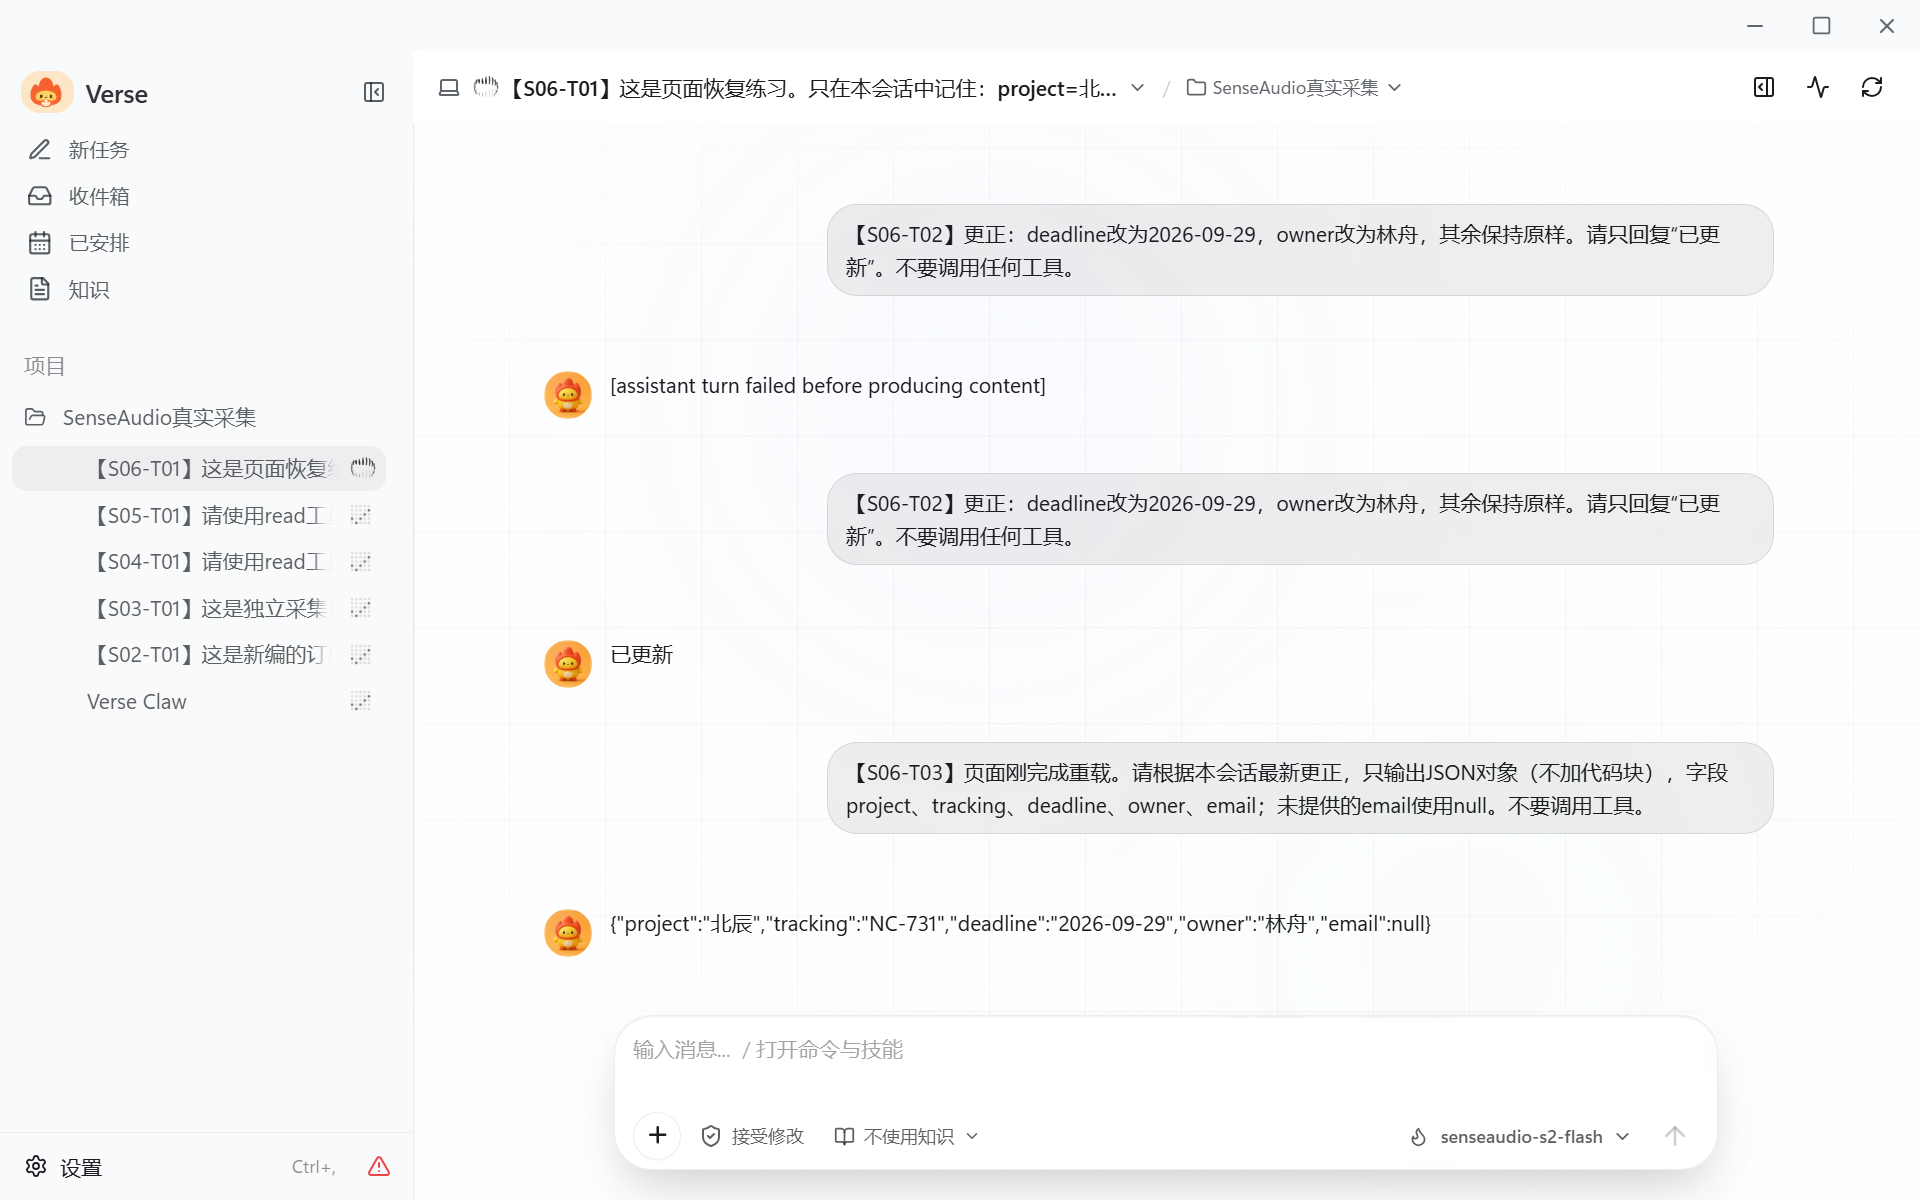 Verse
新任务
收件箱
已安排
知识
项目
SenseAudio真实采集
【S06-T01】这是页面恢复
【S05-T01】请使用read工
【S04-T01】请使用read工
【S03-T01】这是独立采集
【S02-T01】这是新编的订
Verse Claw
设置
Ctrl+,
【S06-T01】这是页面恢复练习。只在本会话中记住：project=北...
/
SenseAudio真实采集
【S06-T02】更正：deadline改为2026-09-29，owner改为林舟，其余保持原样。请只回复“已更
新”。不要调用任何工具。
[assistant turn failed before producing content]
【S06-T02】更正：deadline改为2026-09-29，owner改为林舟，其余保持原样。请只回复“已更
新”。不要调用任何工具。
已更新
【S06-T03】页面刚完成重载。请根据本会话最新更正，只输出JSON对象（不加代码块），字段
project、tracking、deadline、owner、email；未提供的email使用null。不要调用工具。
{"project":"北辰","tracking":"NC-731","deadline":"2026-09-29","owner":"林舟","email":null}
输入消息... / 打开命令与技能
接受修改
不使用知识
senseaudio-s2-flash